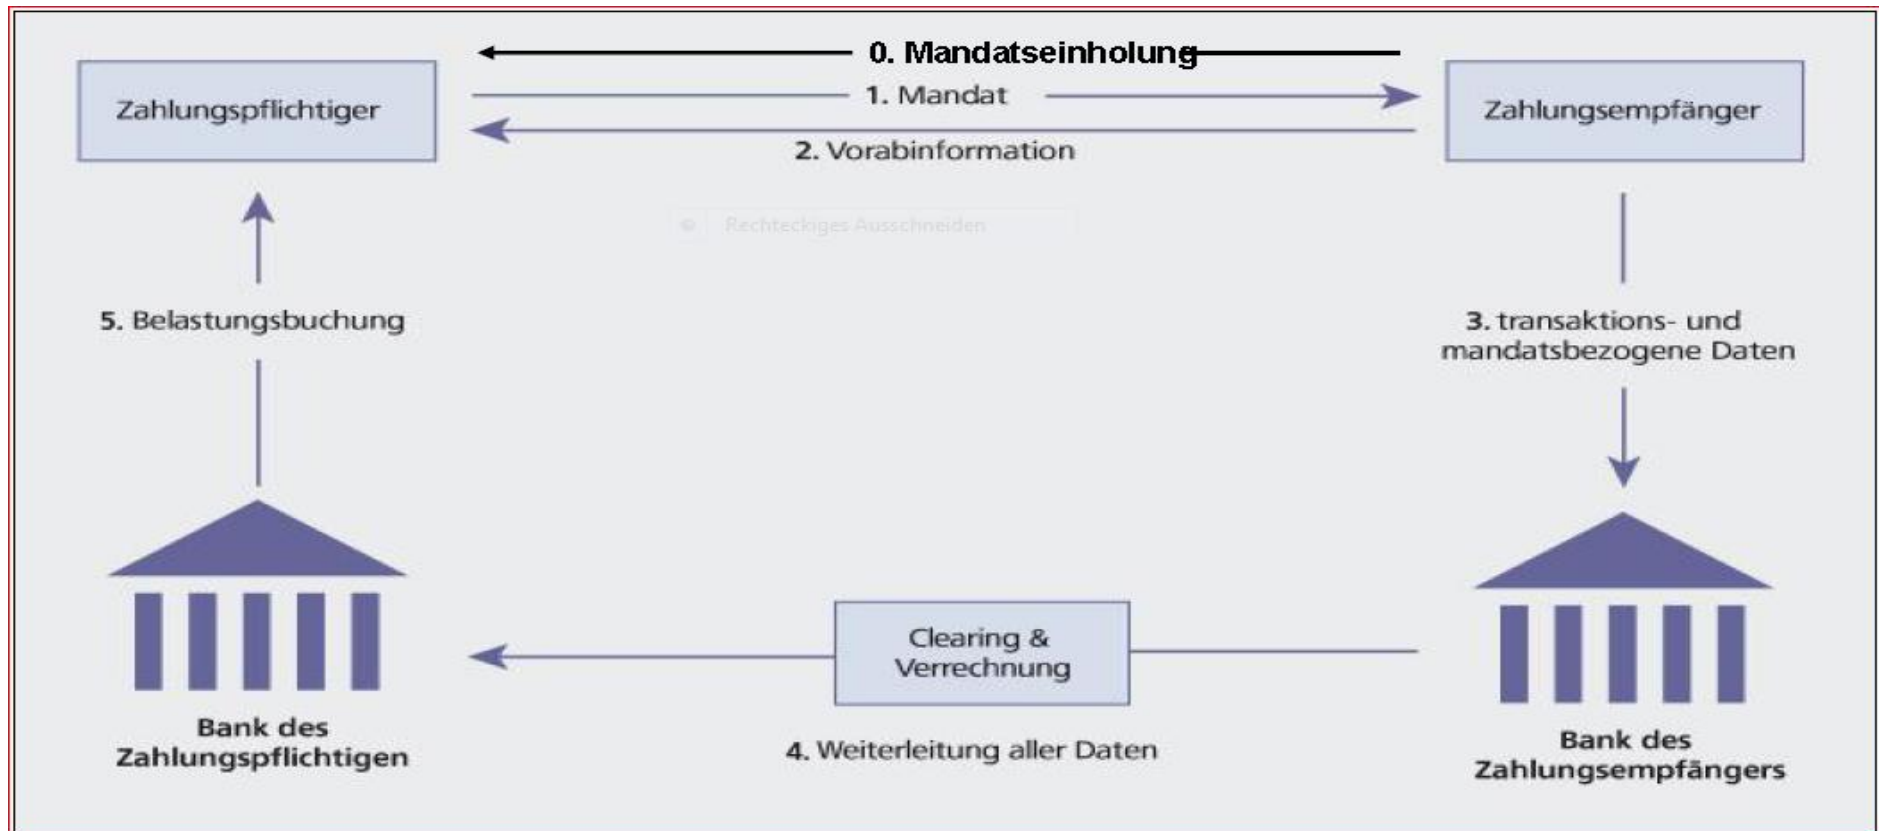 0. Mandatseinholung
Zahlungspflichtiger
1. Mandat
Zahlungsempfänger
2. Vorabinformation
Rechteckiges Ausschneiden
5. Belastungsbuchung
3. transaktions- und
mandatsbezogene Daten
Clearing &
Verrechnung
Bank des
Zahlungspflichtigen
4. Weiterleitung aller Daten
Bank des
Zahlungsempfängers